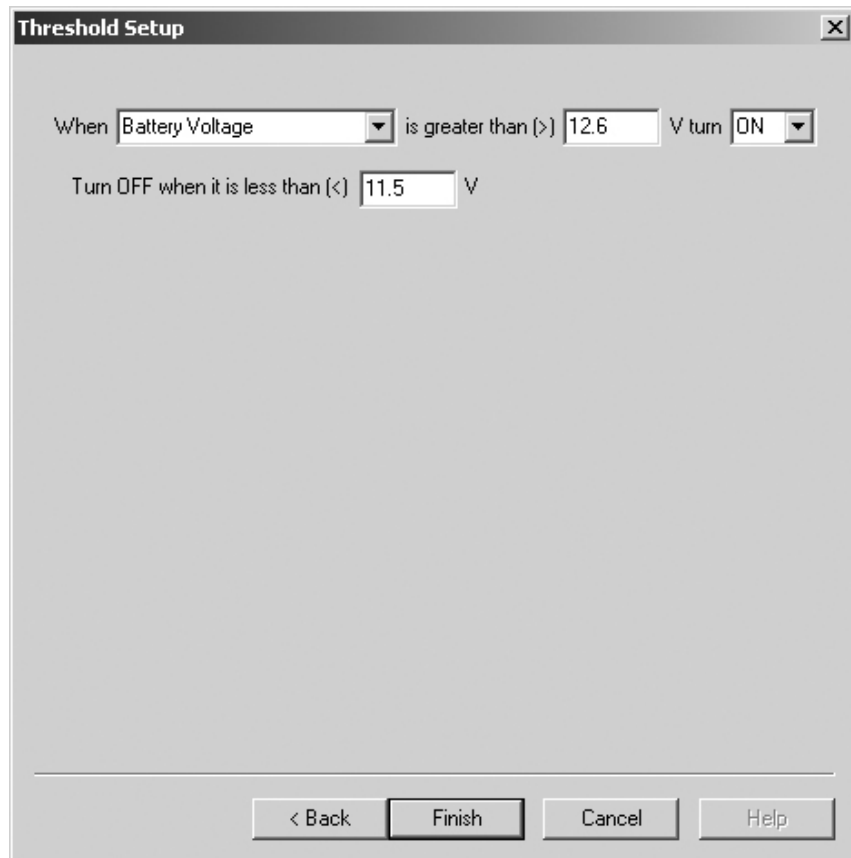 Threshold Setup
When Battery Voltage is greater than (>) 12.6 V turn ON
Turn OFF when it is less than (<) 11.5 V
< Back Finish Cancel Help